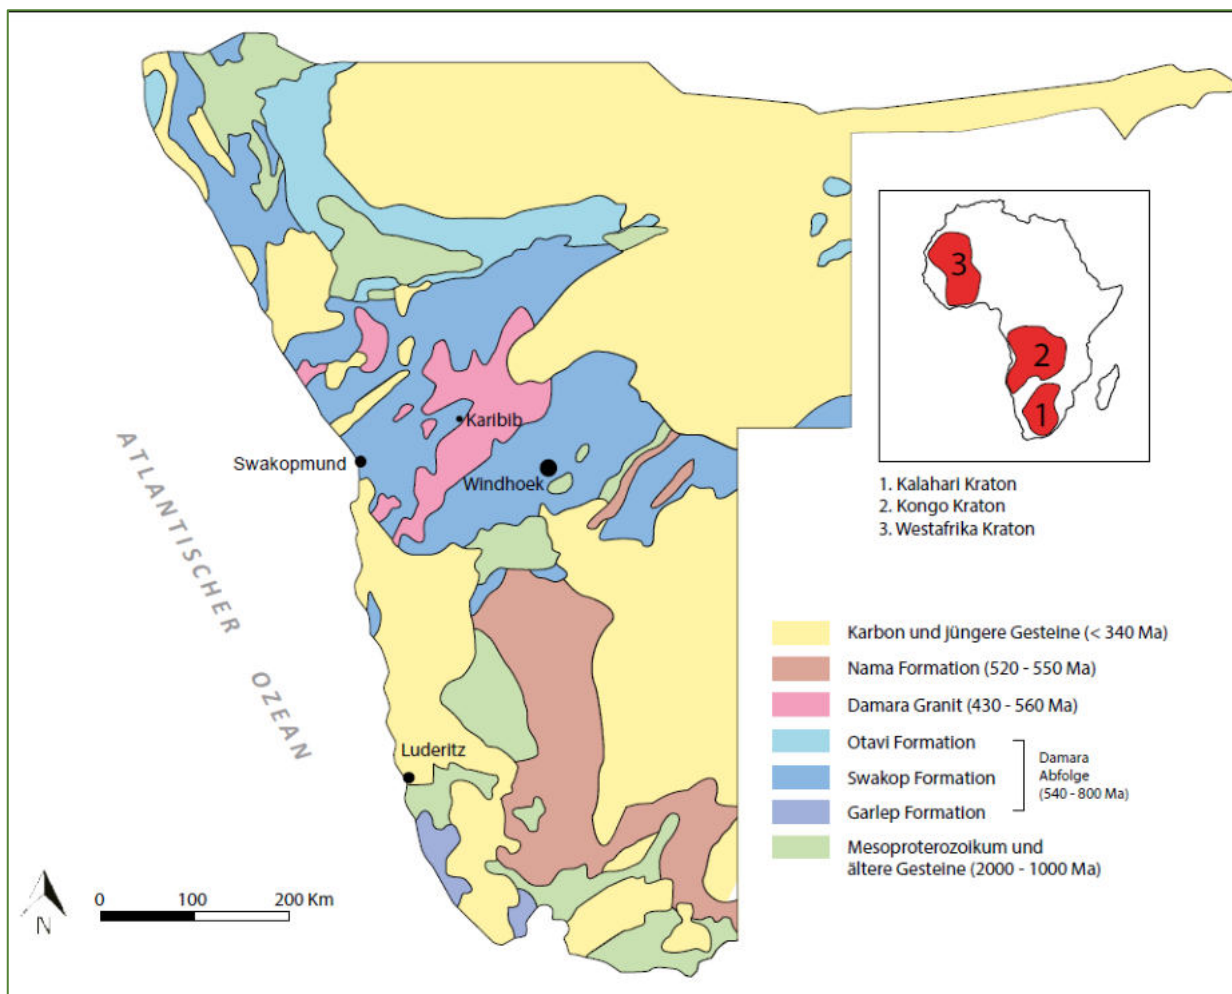 3
2
1
Karibib
Swakopmund
Windhoek
ATLANTISCHER OZEAN
Luderitz
1. Kalahari Kraton
2. Kongo Kraton
3. Westafrika Kraton
Karbon und jüngere Gesteine (< 340 Ma)
Nama Formation (520 - 550 Ma)
Damara Granit (430 - 560 Ma)
Otavi Formation
Swakop Formation
Garlep Formation
Damara
Abfolge
(540 - 800 Ma)
Mesoproterozoikum und
ältere Gesteine (2000 - 1000 Ma)
N
0 100 200 Km